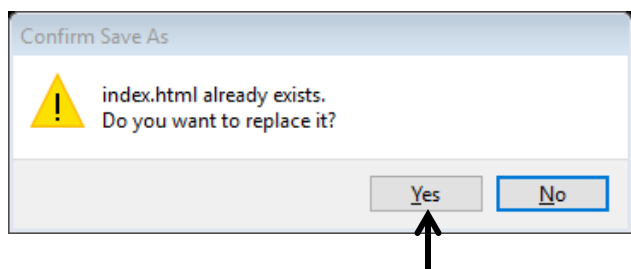 Confirm Save As
index.html already exists.
Do you want to replace it?
Yes
No